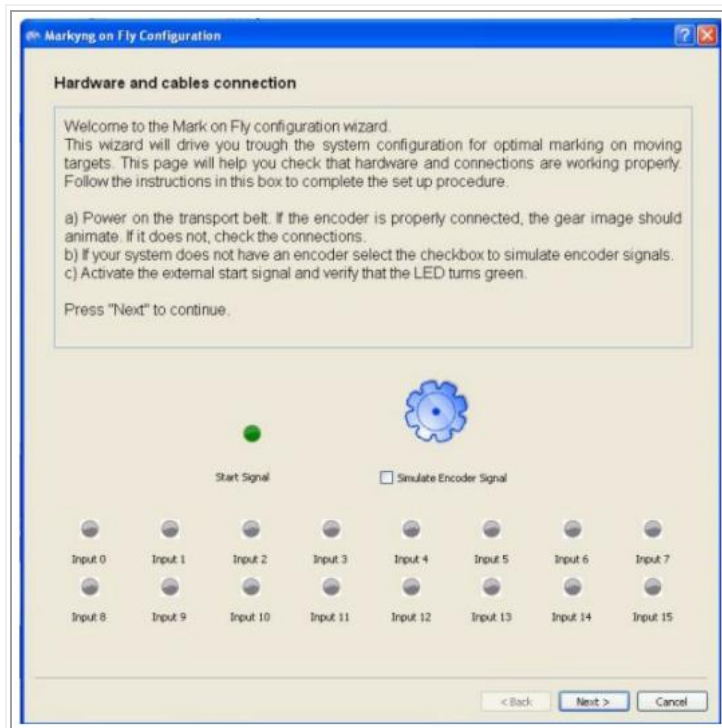 Markyng on Fly Configuration
Hardware and cables connection
Welcome to the Mark on Fly configuration wizard.
This wizard will drive you trough the system configuration for optimal marking on moving
targets. This page will help you check that hardware and connections are working properly.
Follow the instructions in this box to complete the set up procedure.
a) Power on the transport belt. If the encoder is properly connected, the gear image should
animate. If it does not, check the connections.
b) If your system does not have an encoder select the checkbox to simulate encoder signals.
c) Activate the external start signal and verify that the LED turns green.
Press "Next" to continue.
Start Signal Simulate Encoder Signal
Input 0 Input 1 Input 2 Input 3 Input 4 Input 5 Input 6 Input 7
Input 8 Input 9 Input 10 Input 11 Input 12 Input 13 Input 14 Input 15
< Back Next > Cancel